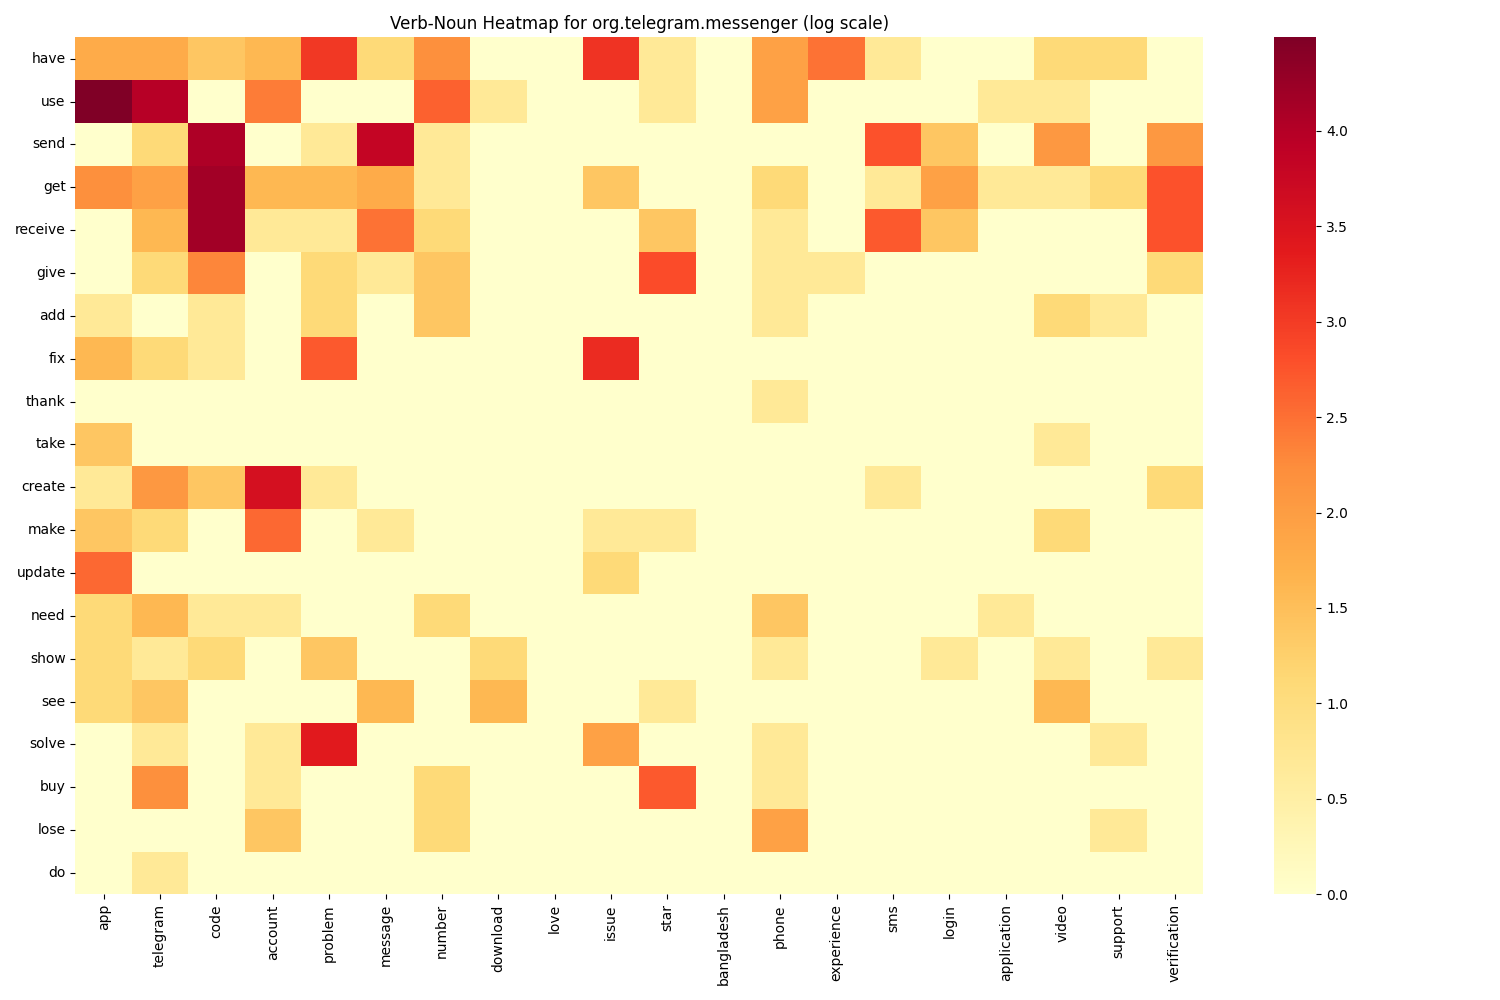 Verb-Noun Heatmap for org.telegram.messenger (log scale)
have
use
send
get
receive
give
add
fix
thank
take
create
make
update
need
show
see
solve
buy
lose
do
app
telegram
code
account
problem
message
number
download
love
issue
star
bangladesh
phone
experience
sms
login
application
video
support
verification
4.0
3.5
3.0
2.5
2.0
1.5
1.0
0.5
0.0